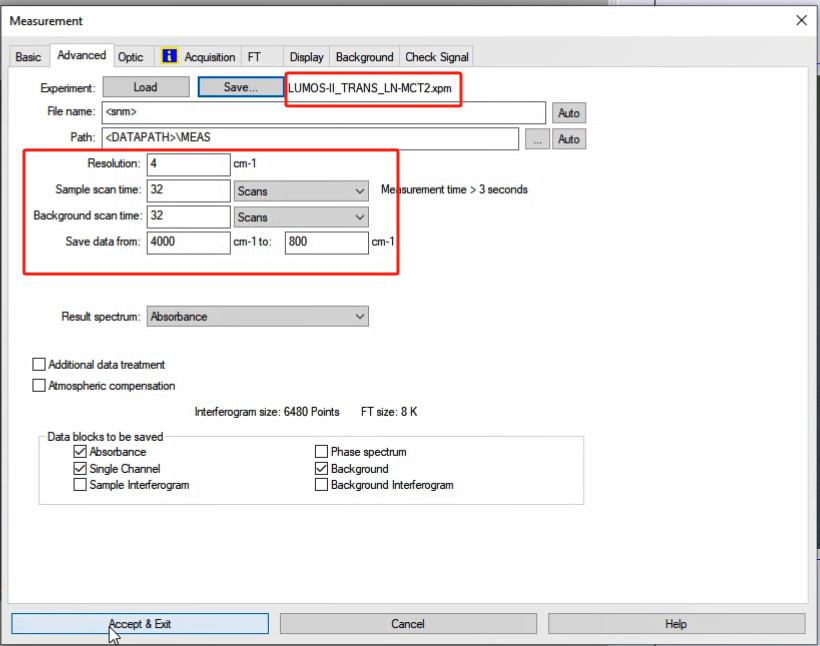 Measurement
Basic Advanced Optic i Acquisition FT Display Background Check Signal
Experiment: Load Save... LUMOS-II_TRANS_LN-MCT2.xpm
File name: <snm> Auto
Path: <DATAPATH>\MEAS ... Auto
Resolution: 4 cm-1
Sample scan time: 32 Scans Measurement time > 3 seconds
Background scan time: 32 Scans
Save data from: 4000 cm-1 to: 800 cm-1
Result spectrum: Absorbance
Additional data treatment
Atmospheric compensation
Interferogram size: 6480 Points FT size: 8 K
Data blocks to be saved
Absorbance Phase spectrum
Single Channel Background
Sample Interferogram Background Interferogram
Accept & Exit Cancel Help